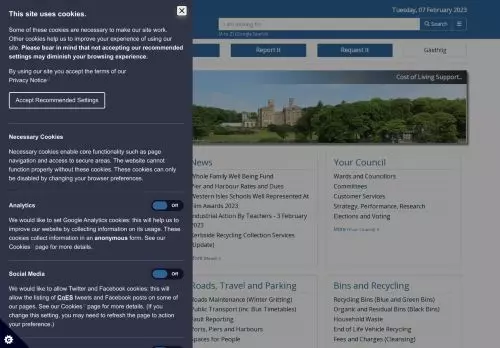 This site uses cookies.
Some of these cookies are necessary to make our site work.
Other cookies help us to improve your experience of using our
site. Please bear in mind that not accepting our recommended
settings may diminish your browsing experience.
By using our site you accept the terms of our
Privacy Notice
Accept Recommended Settings
Necessary Cookies
Necessary cookies enable core functionality such as page
navigation and access to secure areas. The website cannot
function properly without these cookies. These cookies can only
be disabled by changing your browser preferences.
Analytics
Off
We would like to set Google Analytics cookies: this will help us to
improve our website by collecting information on its usage. These
cookies collect information in an anonymous form. See our
Cookies page for more details.
Social Media
Off
We would like to allow Twitter and Facebook cookies: this will
allow the listing of CnES tweets and Facebook posts on some of
our pages. See our Cookies page for more details. (If you
change this setting, you may need to refresh the page to action
your preference.)
Tuesday, 07 February 2023
I am looking for
Search
(A to Z) (Google Search)
Report It
Request It
Gàidhlig
Cost of Living Support..
News
Whole Family Well Being Fund
Pier and Harbour Rates and Dues
Western Isles Schools Well Represented At
Film Awards 2023
Industrial Action By Teachers - 3 February
2023
Kerbside Recycling Collection Services
(Update)
Your Council
Wards and Councillors
Committees
Customer Services
Strategy, Performance, Research
Elections and Voting
More
Roads, Travel and Parking
Roads Maintenance (Winter Gritting)
Public Transport (inc Bus Timetables)
Fault Reporting
Ports, Piers and Harbours
Spaces for People
Bins and Recycling
Recycling Bins (Blue and Green Bins)
Organic and Residual Bins (Black Bins)
Household Waste
End of Life Vehicle Recycling
Fees and Charges (Cleansing)